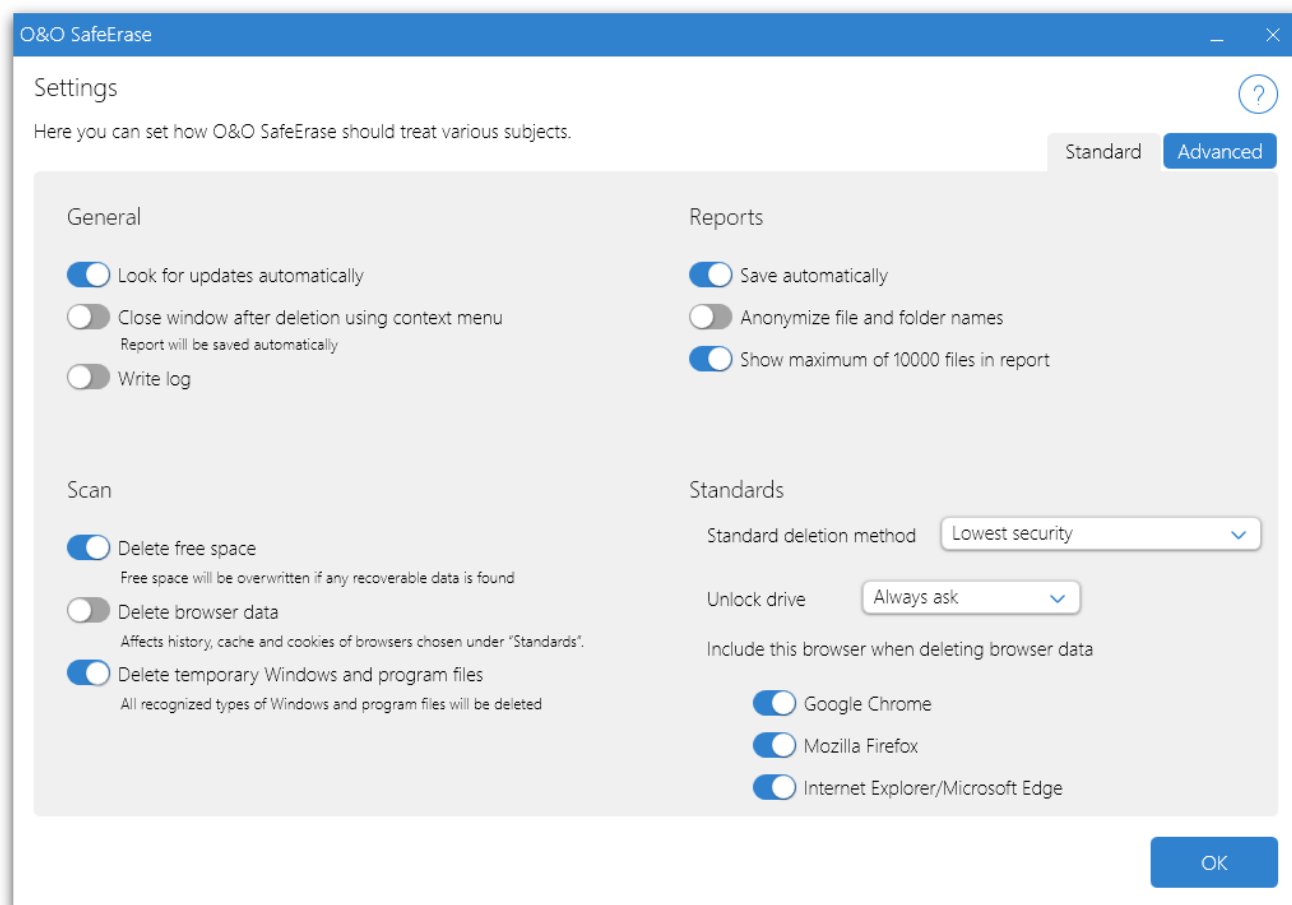 O&O SafeErase
Settings
?
Here you can set how O&O SafeErase should treat various subjects.
Standard
Advanced
General
Look for updates automatically
Close window after deletion using context menu
Report will be saved automatically
Write log
Reports
Save automatically
Anonymize file and folder names
Show maximum of 10000 files in report
Scan
Delete free space
Free space will be overwritten if any recoverable data is found
Delete browser data
Affects history, cache and cookies of browsers chosen under “Standards”.
Delete temporary Windows and program files
All recognized types of Windows and program files will be deleted
Standards
Standard deletion method
Lowest security
Unlock drive
Always ask
Include this browser when deleting browser data
Google Chrome
Mozilla Firefox
Internet Explorer/Microsoft Edge
OK